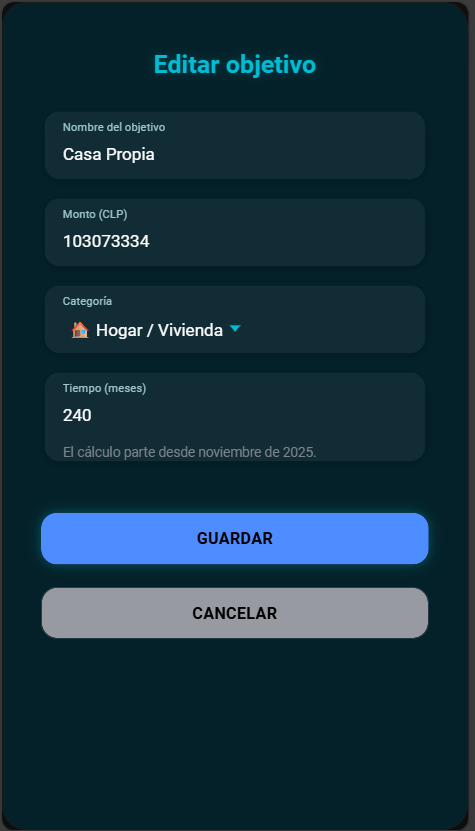 Editar objetivo
Nombre del objetivo
Casa Propia
Monto (CLP)
103073334
Categoría
Hogar / Vivienda
Tiempo (meses)
240
El cálculo parte desde noviembre de 2025.
GUARDAR
CANCELAR